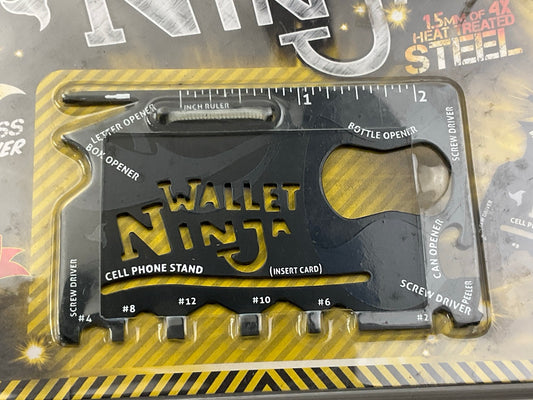 NINJA
1.5MM OF 4X
HEAT TREATED
STEEL
INCH RULER
1
2
LETTER OPENER
BOX OPENER
BOTTLE OPENER
SCREW DRIVER
WALLET
NINJA
CELL PHONE STAND
(INSERT CARD)
CAN OPENER
SCREW DRIVER
SCREW DRIVER
PEELER
#4
#8
#12
#10
#6
#2